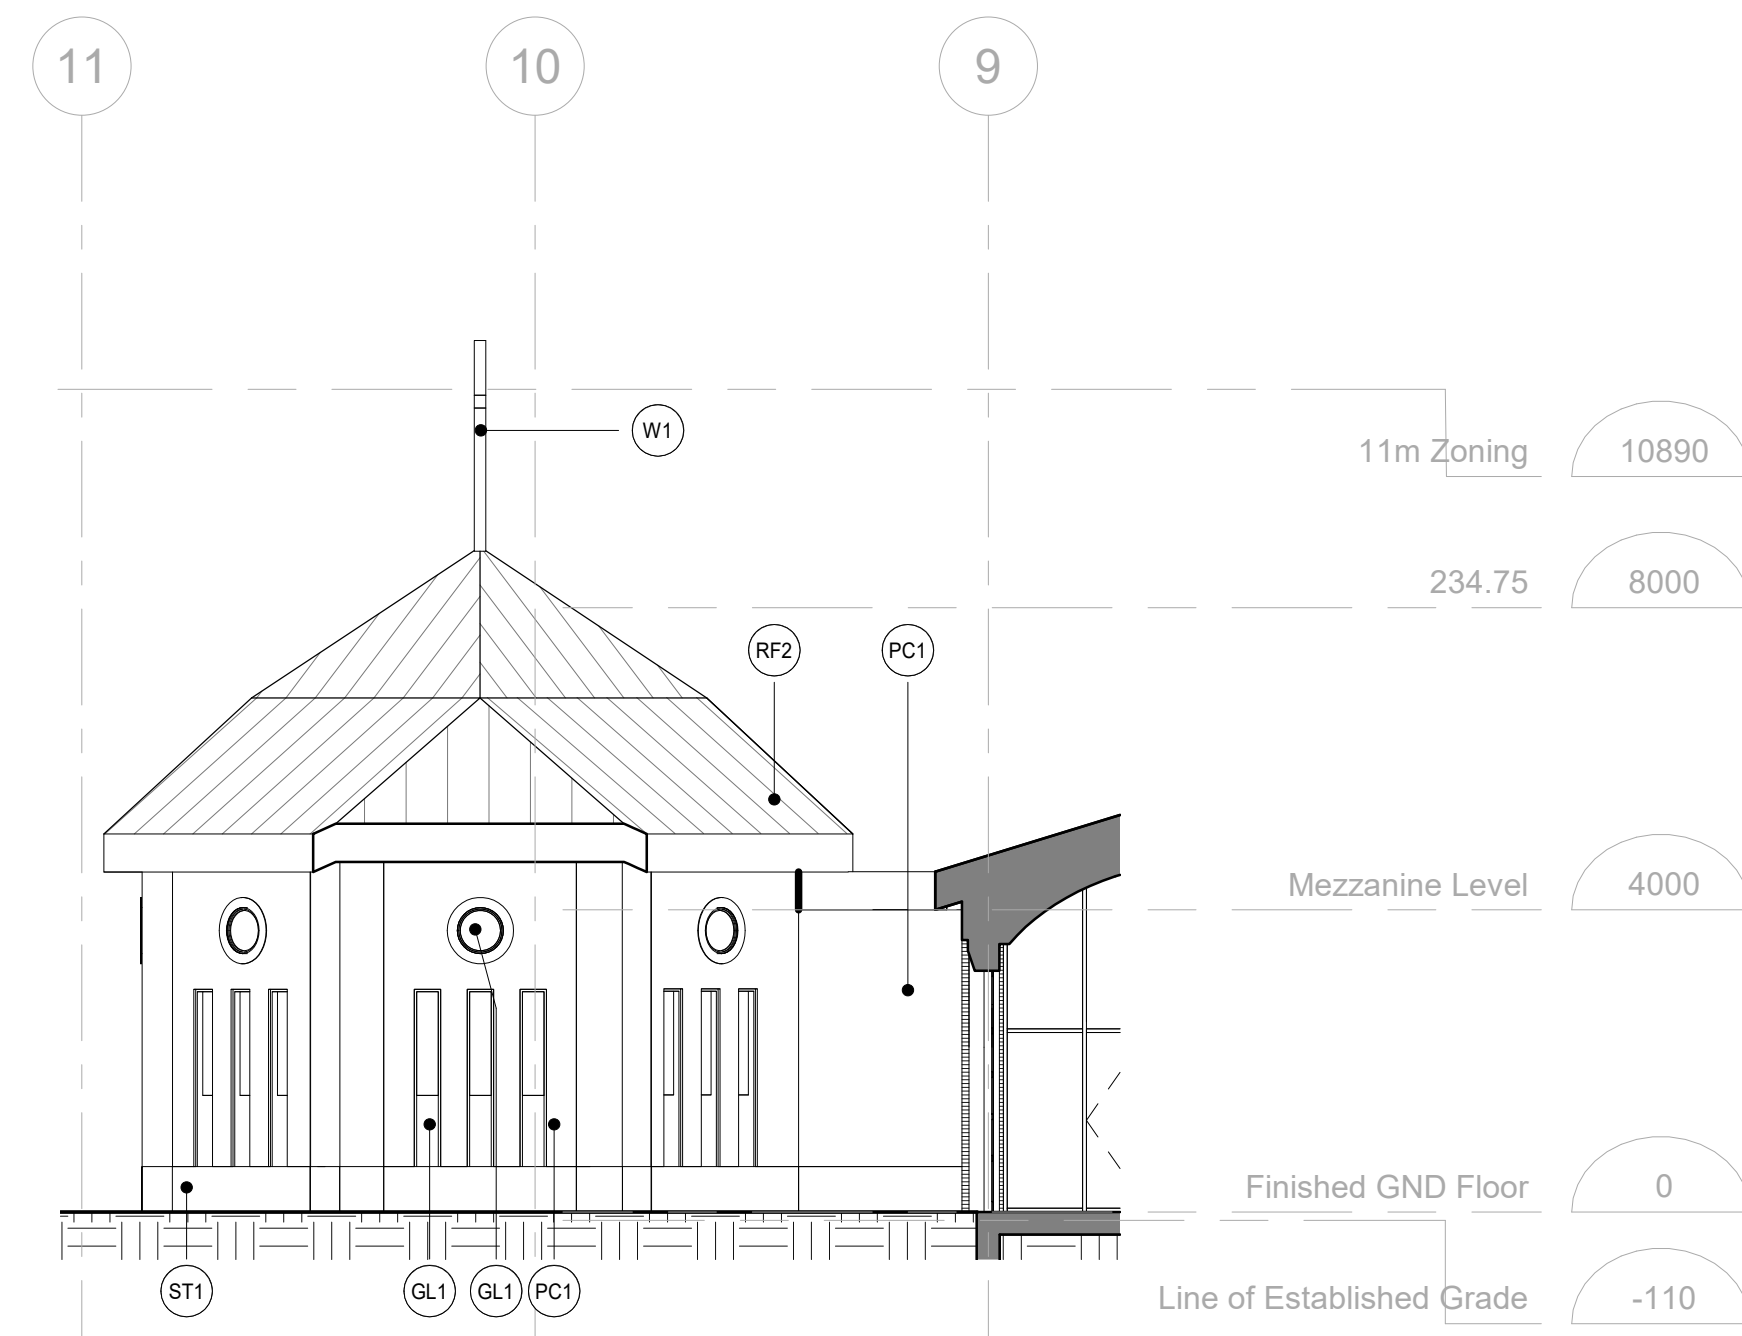 11 10 9
W1
11m Zoning 10890
234.75 8000
RF2 PC1
Mezzanine Level 4000
Finished GND Floor 0
ST1 GL1 GL1 PC1
Line of Established Grade -110